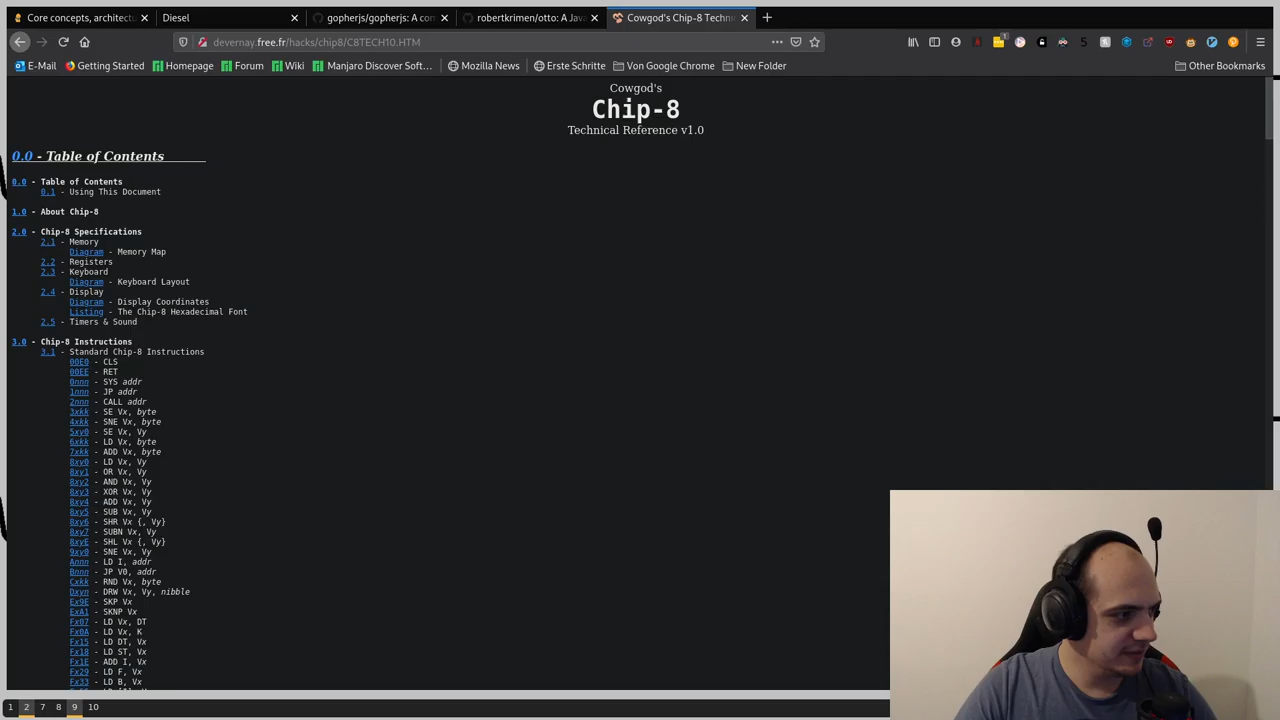 Core concepts, architectu
Diesel
gopherjs/gopherjs: A com
robertkrimen/otto: A Java
Cowgod's Chip-8 Techni
devernay.free.fr/hacks/chip8/C8TECH10.HTM
E-Mail
Getting Started
Homepage
Forum
Wiki
Manjaro Discover Soft...
Mozilla News
Erste Schritte
Von Google Chrome
New Folder
Other Bookmarks
Cowgod's
Chip-8
Technical Reference v1.0
0.0 - Table of Contents
0.0 - Table of Contents
0.1 - Using This Document
1.0 - About Chip-8
2.0 - Chip-8 Specifications
2.1 - Memory
Diagram - Memory Map
2.2 - Registers
2.3 - Keyboard
Diagram - Keyboard Layout
2.4 - Display
Diagram - Display Coordinates
Listing - The Chip-8 Hexadecimal Font
2.5 - Timers & Sound
3.0 - Chip-8 Instructions
3.1 - Standard Chip-8 Instructions
00E0 - CLS
00EE - RET
0nnn - SYS addr
1nnn - JP addr
2nnn - CALL addr
3xkk - SE Vx, byte
4xkk - SNE Vx, byte
5xy0 - SE Vx, Vy
6xkk - LD Vx, byte
7xkk - ADD Vx, byte
8xy0 - LD Vx, Vy
8xy1 - OR Vx, Vy
8xy2 - AND Vx, Vy
8xy3 - XOR Vx, Vy
8xy4 - ADD Vx, Vy
8xy5 - SUB Vx, Vy
8xy6 - SHR Vx {, Vy}
8xy7 - SUBN Vx, Vy
8xyE - SHL Vx {, Vy}
9xy0 - SNE Vx, Vy
Annn - LD I, addr
Bnnn - JP V0, addr
Cxkk - RND Vx, byte
Dxyn - DRW Vx, Vy, nibble
Ex9E - SKP Vx
ExA1 - SKNP Vx
Fx07 - LD Vx, DT
Fx0A - LD Vx, K
Fx15 - LD DT, Vx
Fx18 - LD ST, Vx
Fx1E - ADD I, Vx
Fx29 - LD F, Vx
Fx33 - LD B, Vx
1 2 7 8 9 10